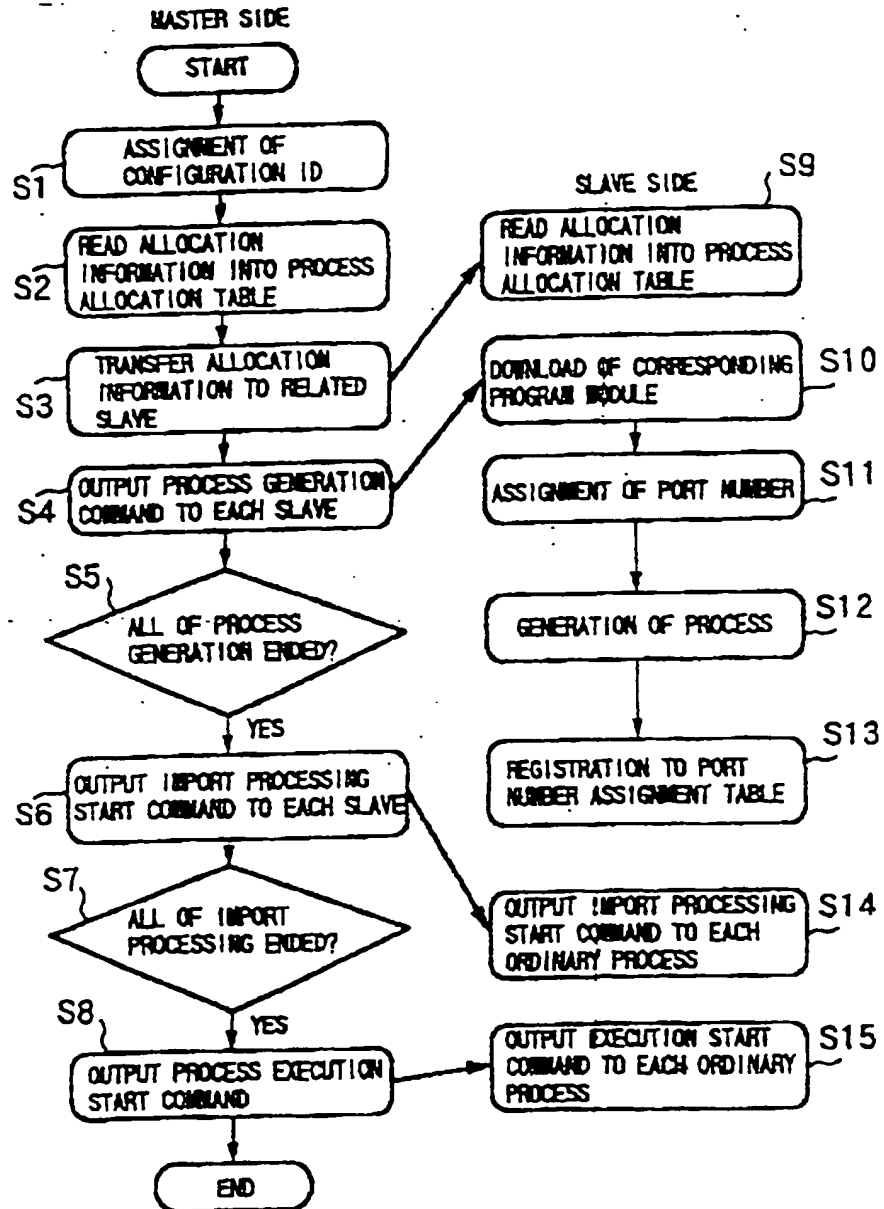 MASTER SIDE
START
S1
ASSIGNMENT OF
CONFIGURATION ID
S2
READ ALLOCATION
INFORMATION INTO PROCESS
ALLOCATION TABLE
S3
TRANSFER ALLOCATION
INFORMATION TO RELATED
SLAVE
S4
OUTPUT PROCESS GENERATION
COMMAND TO EACH SLAVE
S5
ALL OF PROCESS
GENERATION ENDED?
YES
S6
OUTPUT IMPORT PROCESSING
START COMMAND TO EACH SLAVE
S7
ALL OF IMPORT
PROCESSING ENDED?
YES
S8
OUTPUT PROCESS EXECUTION
START COMMAND
END
SLAVE SIDE
S9
READ ALLOCATION
INFORMATION INTO PROCESS
ALLOCATION TABLE
S10
DOWNLOAD OF CORRESPONDING
PROGRAM MODULE
S11
ASSIGNMENT OF PORT NUMBER
S12
GENERATION OF PROCESS
S13
REGISTRATION TO PORT
NUMBER ASSIGNMENT TABLE
S14
OUTPUT IMPORT PROCESSING
START COMMAND TO EACH
ORDINARY PROCESS
S15
OUTPUT EXECUTION START
COMMAND TO EACH ORDINARY
PROCESS